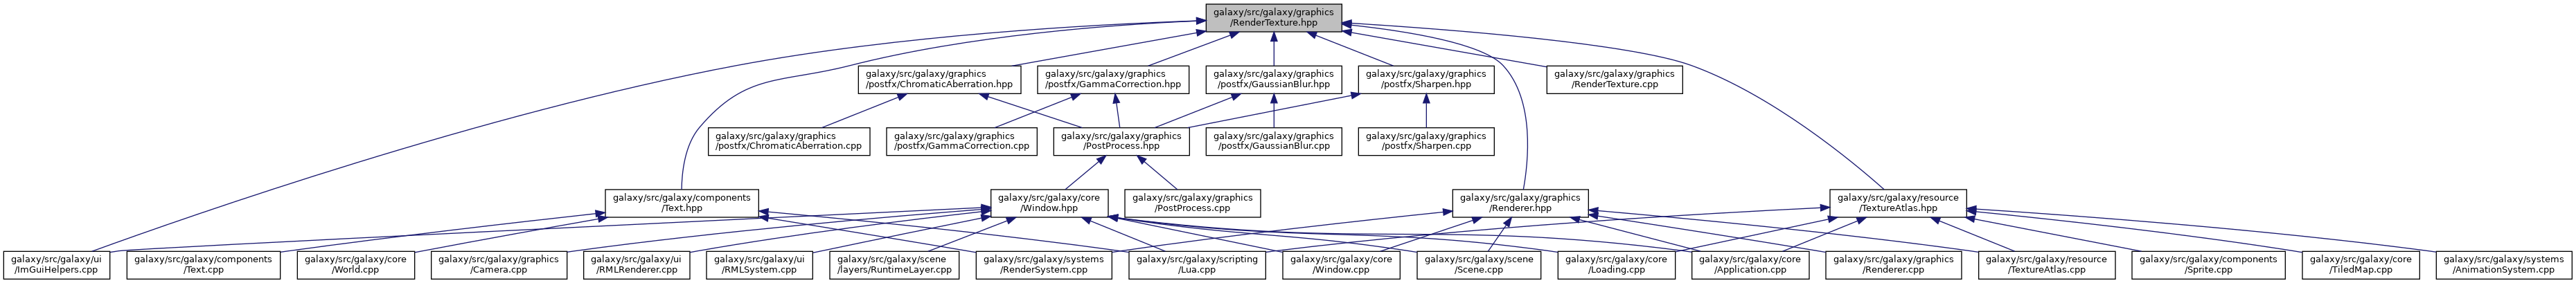 galaxy/src/galaxy/graphics
/RenderTexture.hpp
galaxy/src/galaxy/graphics
/postfx/ChromaticAberration.hpp
galaxy/src/galaxy/graphics
/postfx/GammaCorrection.hpp
galaxy/src/galaxy/graphics
/postfx/GaussianBlur.hpp
galaxy/src/galaxy/graphics
/postfx/Sharpen.hpp
galaxy/src/galaxy/graphics
/RenderTexture.cpp
galaxy/src/galaxy/graphics
/postfx/ChromaticAberration.cpp
galaxy/src/galaxy/graphics
/postfx/GammaCorrection.cpp
galaxy/src/galaxy/graphics
/PostProcess.hpp
galaxy/src/galaxy/graphics
/postfx/GaussianBlur.cpp
galaxy/src/galaxy/graphics
/postfx/Sharpen.cpp
galaxy/src/galaxy/components
/Text.hpp
galaxy/src/galaxy/core
/Window.hpp
galaxy/src/galaxy/graphics
/PostProcess.cpp
galaxy/src/galaxy/graphics
/Renderer.hpp
galaxy/src/galaxy/resource
/TextureAtlas.hpp
galaxy/src/galaxy/ui
/ImGuiHelpers.cpp
galaxy/src/galaxy/components
/Text.cpp
galaxy/src/galaxy/core
/World.cpp
galaxy/src/galaxy/graphics
/Camera.cpp
galaxy/src/galaxy/ui
/RMLRenderer.cpp
galaxy/src/galaxy/ui
/RMLSystem.cpp
galaxy/src/galaxy/scene
/layers/RuntimeLayer.cpp
galaxy/src/galaxy/systems
/RenderSystem.cpp
galaxy/src/galaxy/scripting
/Lua.cpp
galaxy/src/galaxy/core
/Window.cpp
galaxy/src/galaxy/scene
/Scene.cpp
galaxy/src/galaxy/core
/Loading.cpp
galaxy/src/galaxy/core
/Application.cpp
galaxy/src/galaxy/graphics
/Renderer.cpp
galaxy/src/galaxy/resource
/TextureAtlas.cpp
galaxy/src/galaxy/components
/Sprite.cpp
galaxy/src/galaxy/core
/TiledMap.cpp
galaxy/src/galaxy/systems
/AnimationSystem.cpp